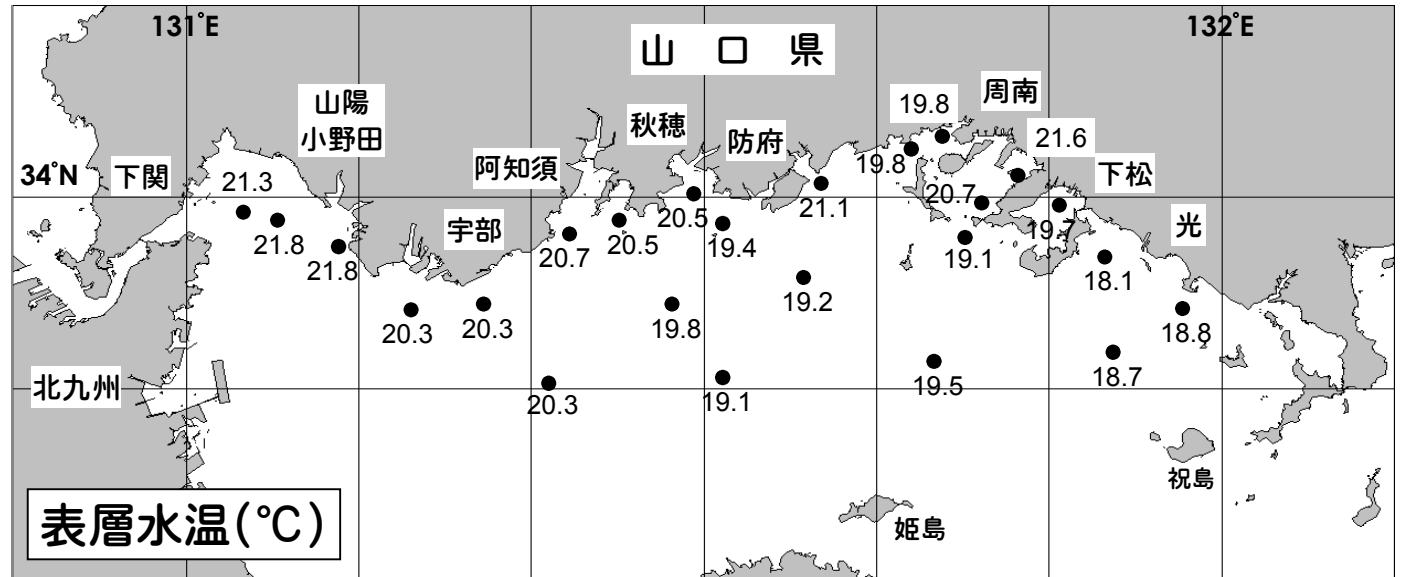 131°E
132°E
山口県
山陽
小野田
秋穂
防府
19.8
周南
34°N
下関
21.3
阿知須
19.8
21.6
下松
宇部
20.5
21.1
20.7
19.7
光
21.8
21.8
20.7
20.5
19.4
19.1
18.1
20.3
20.3
19.8
19.2
18.8
北九州
20.3
19.1
19.5
18.7
祝島
表層水温(℃)
姫島